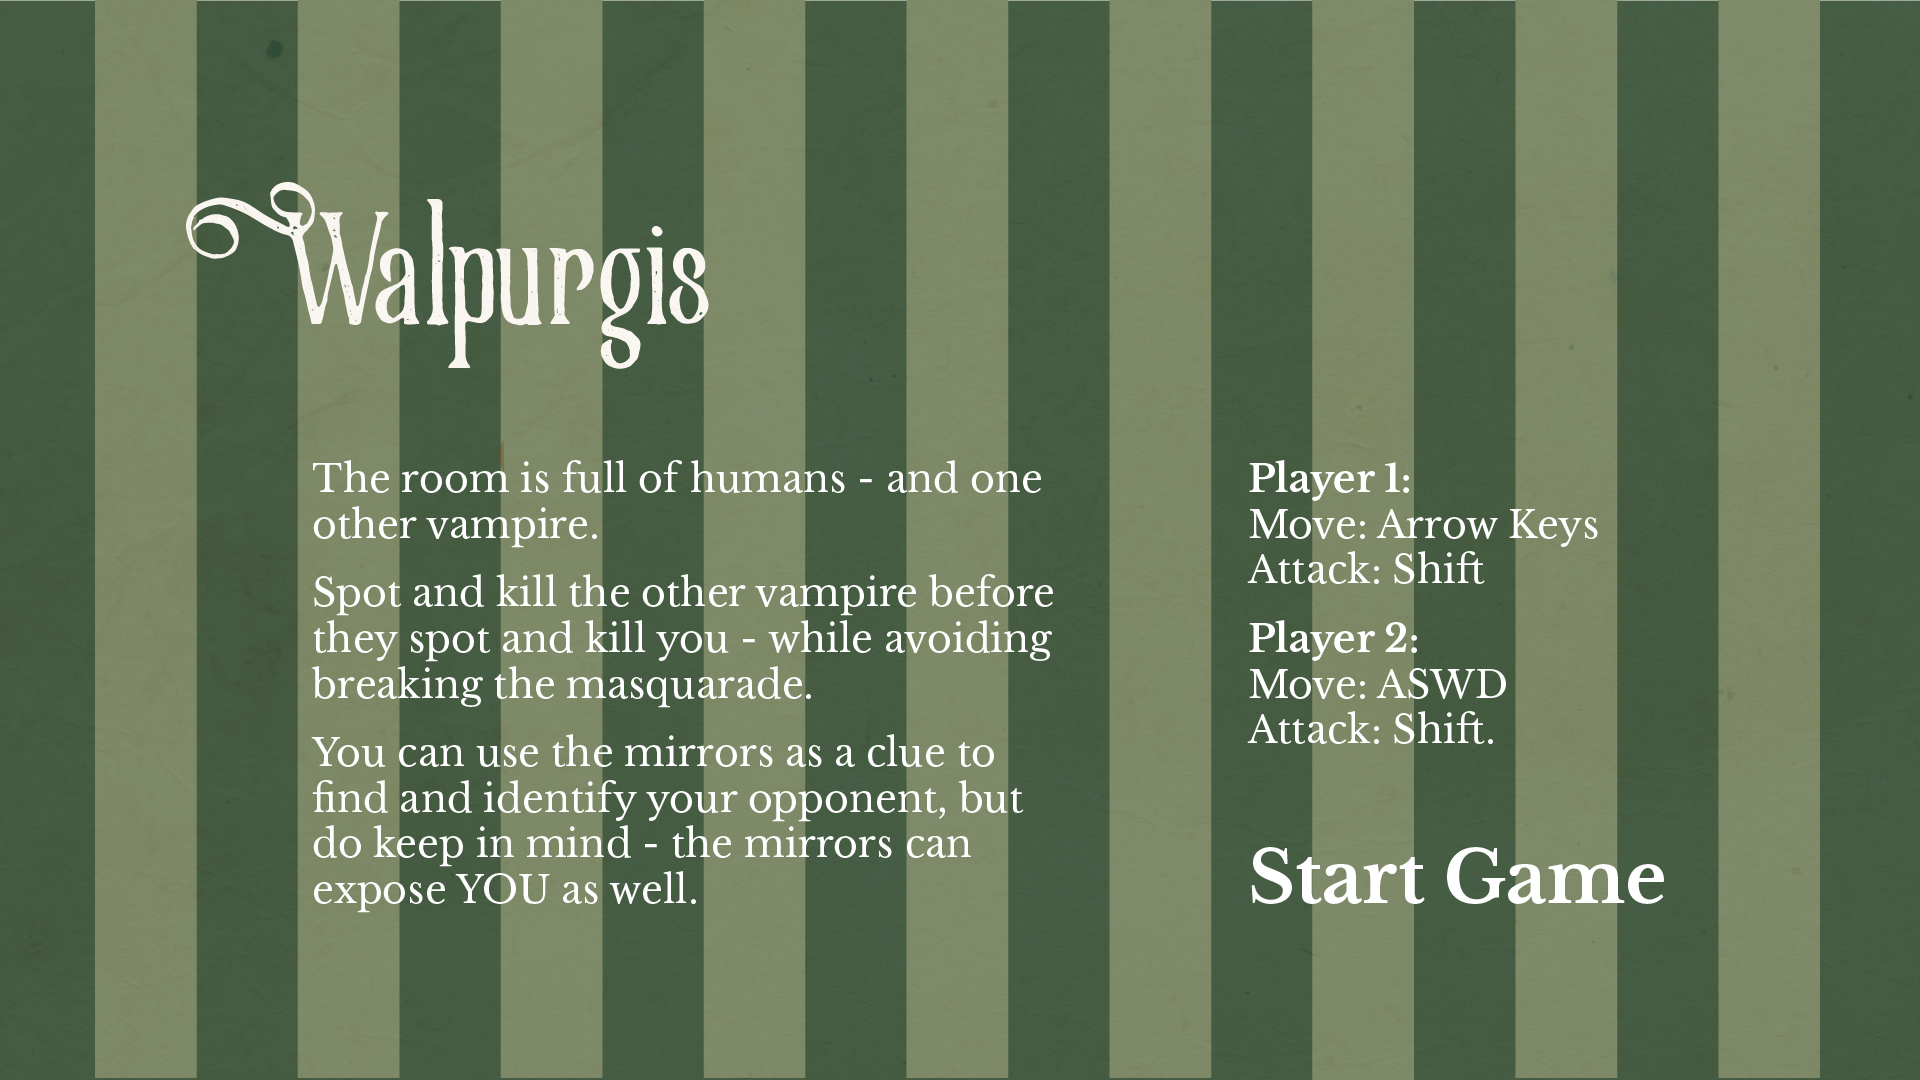 Walpurgis
The room is full of humans - and one
other vampire.
Spot and kill the other vampire before
they spot and kill you - while avoiding
breaking the masquarade.
You can use the mirrors as a clue to
find and identify your opponent, but
do keep in mind - the mirrors can
expose YOU as well.
Player 1:
Move: Arrow Keys
Attack: Shift
Player 2:
Move: ASWD
Attack: Shift.
Start Game